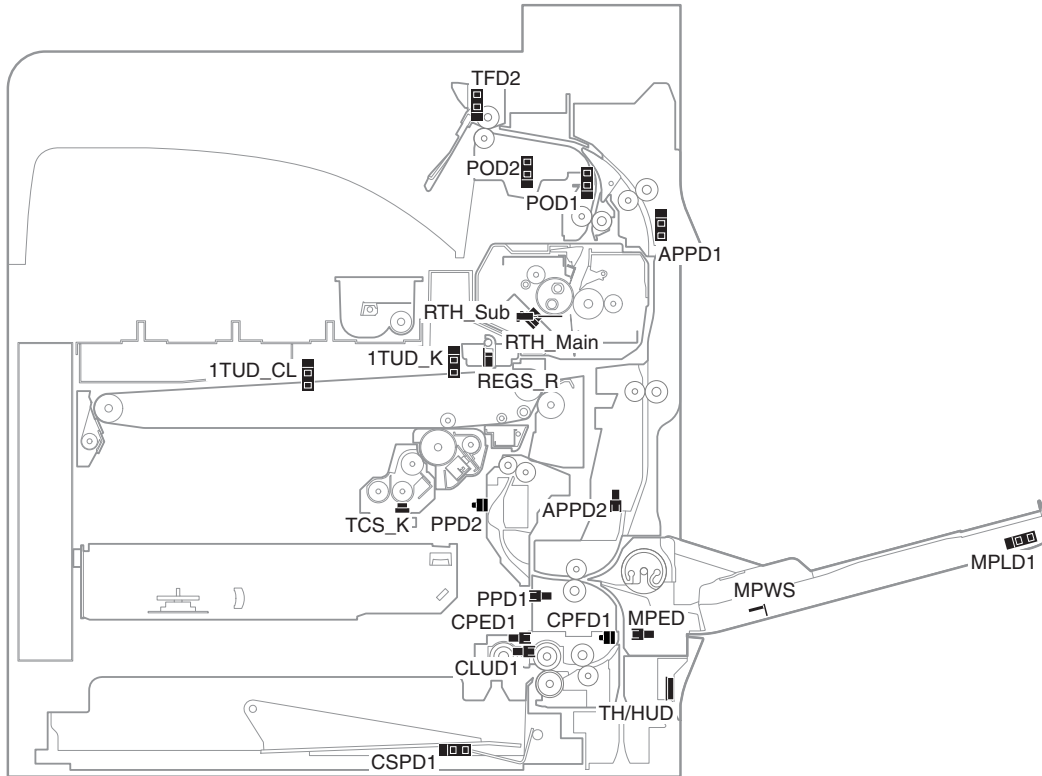 TFD2
POD2
POD1
APPD1
RTH_Sub
RTH_Main
1TUD_K
1TUD_CL
REGS_R
TCS_K
PPD2
APPD2
MPLD1
MPWS
PPD1
CPED1
CPFD1
MPED
CLUD1
TH/HUD
CSPD1